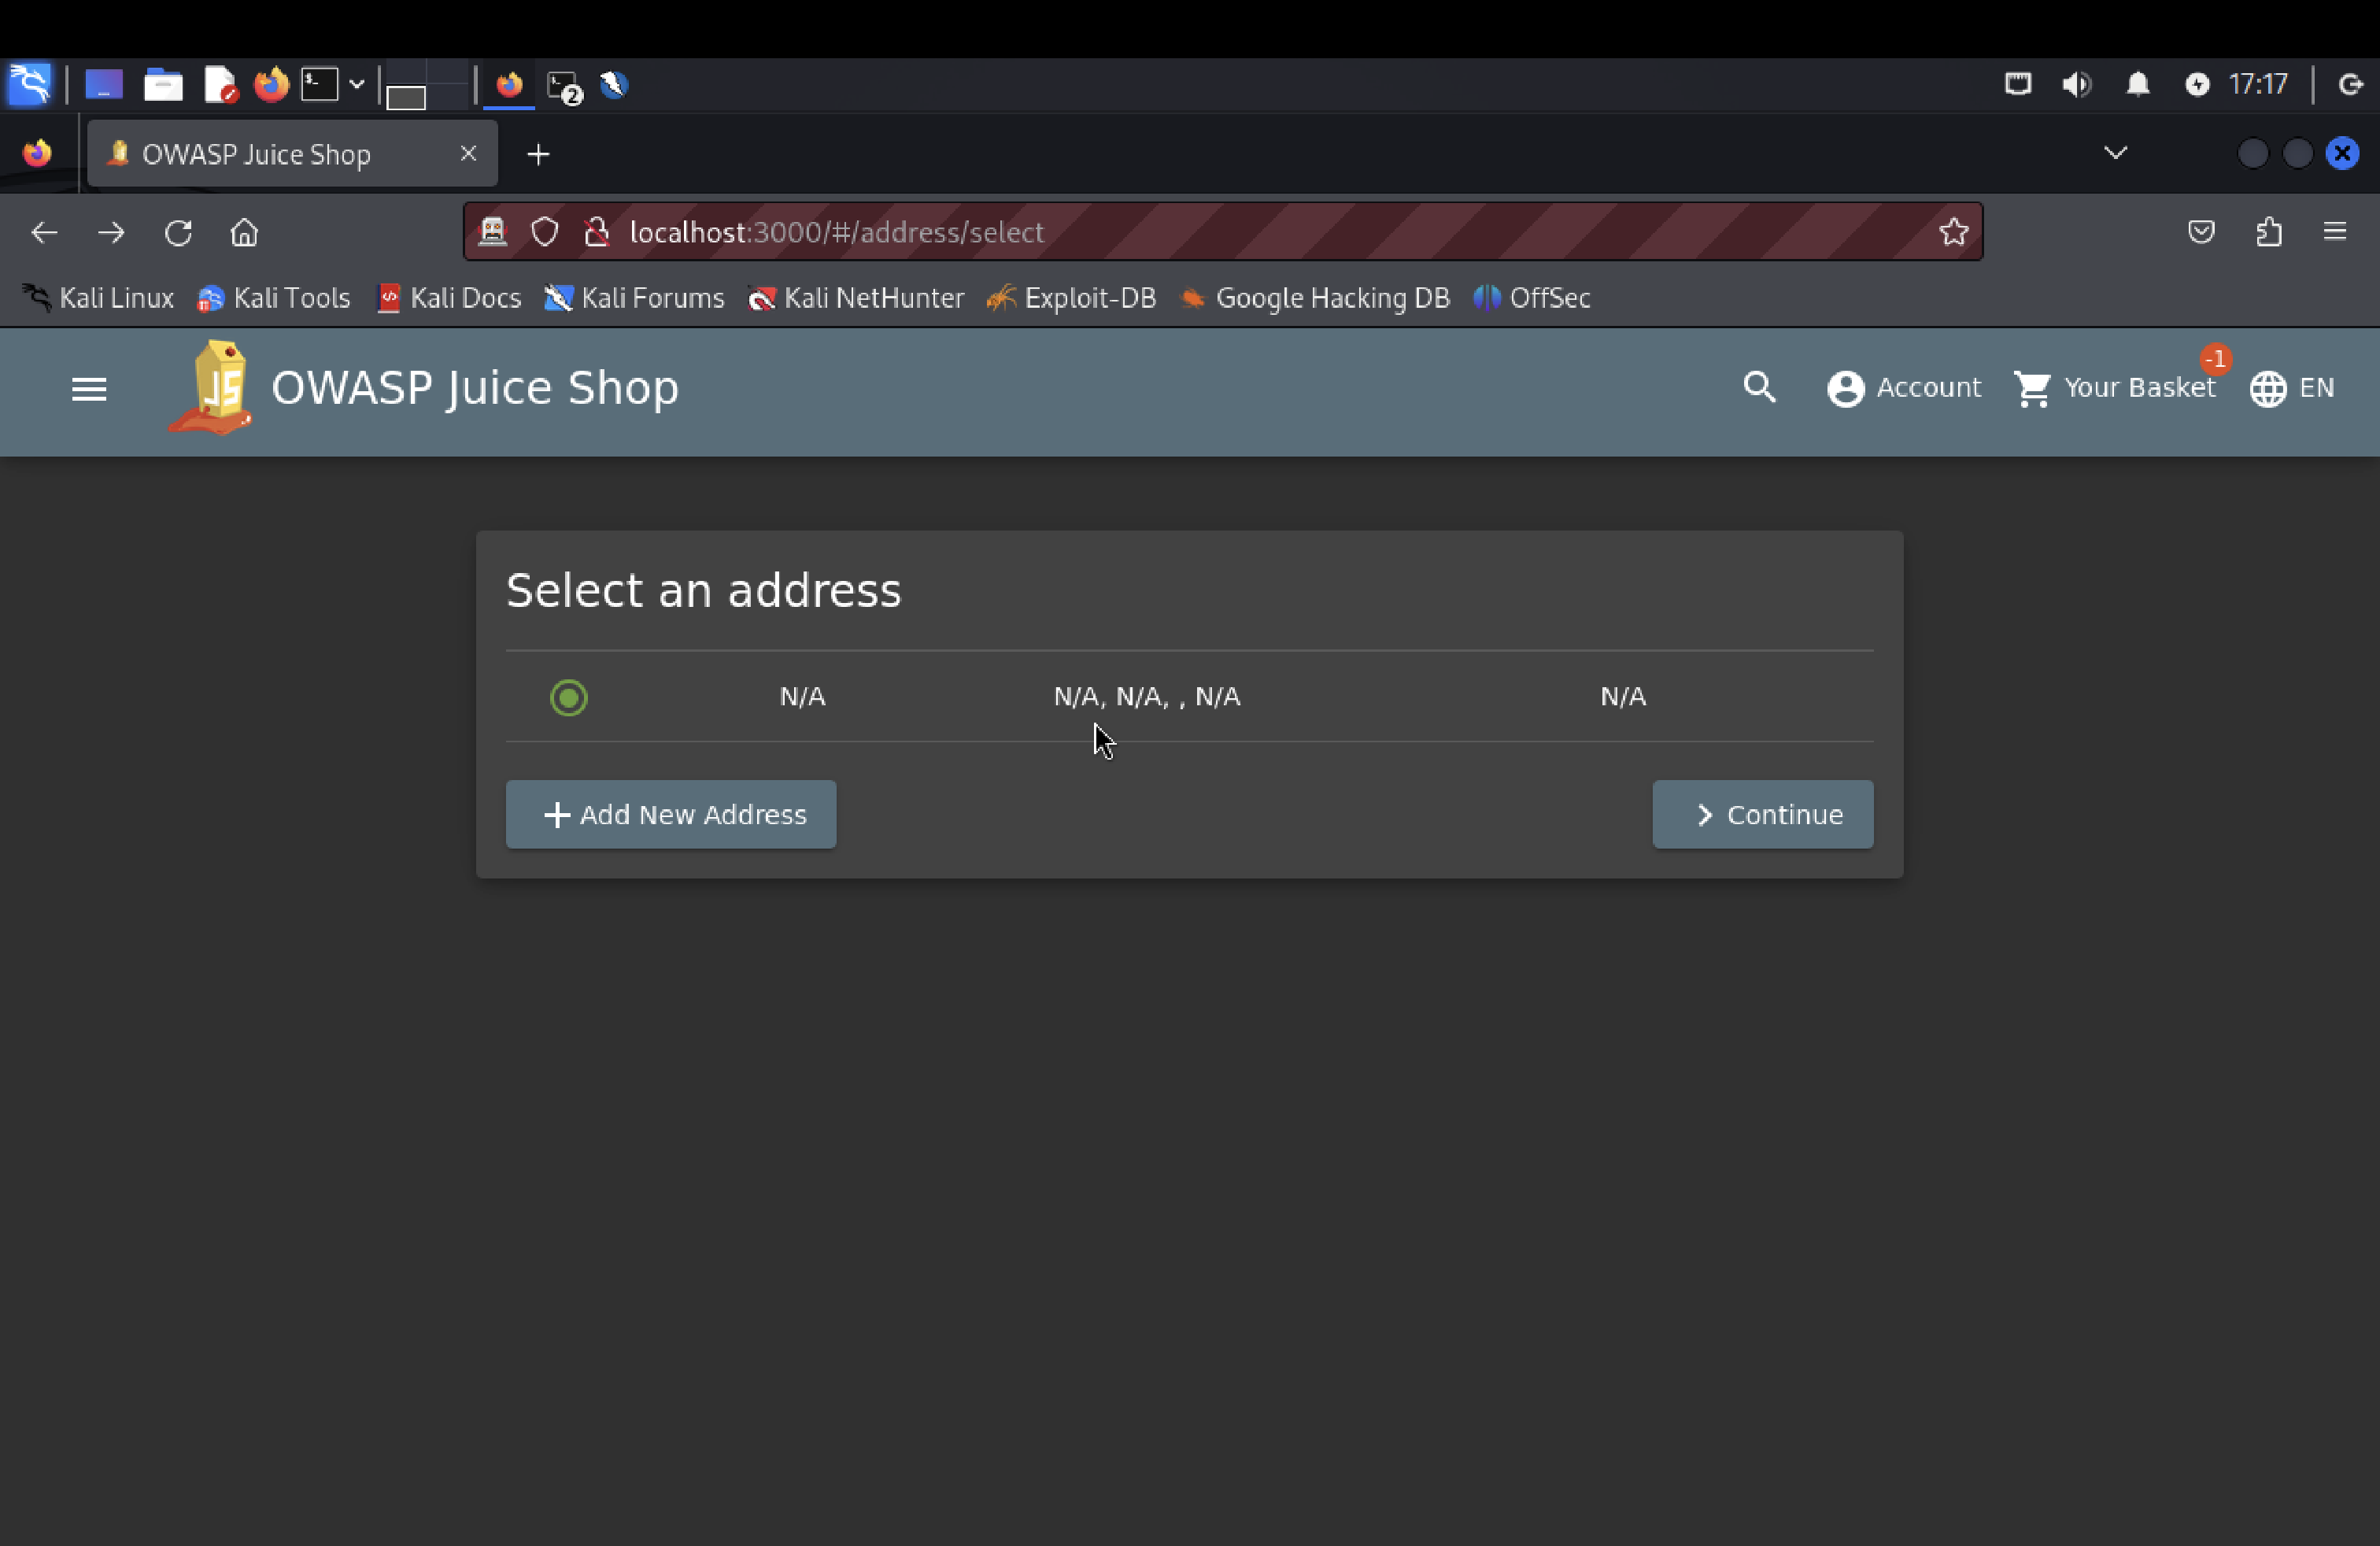 2 17:17
OWASP Juice Shop
localhost:3000/#/address/select
Kali Linux Kali Tools Kali Docs Kali Forums Kali NetHunter Exploit-DB Google Hacking DB OffSec
JS OWASP Juice Shop Account Your Basket -1 EN
Select an address
N/A N/A, N/A, , N/A N/A
Add New Address Continue